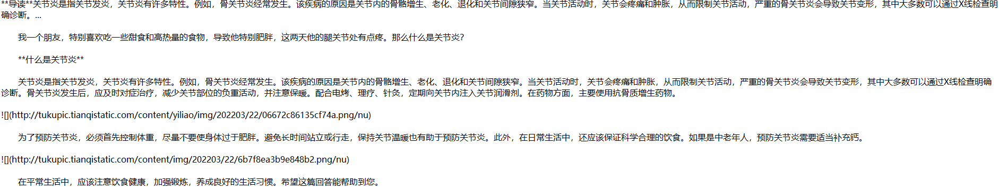 **导读**关节炎是指关节发炎，关节炎有许多特性。例如，骨关节炎经常发生。该疾病的原因是关节内的骨骼增生、老化、退化和关节间隙狭窄。当关节活动时，关节会疼痛和肿胀，从而限制关节活动，严重的骨关节炎会导致关节变形，其中大多数可以通过X线检查明
确诊断。...
我一个朋友，特别喜欢吃一些甜食和高热量的食物，导致他特别肥胖，这两天他的腿关节处有点疼。那么什么是关节炎？
**什么是关节炎**
关节炎是指关节发炎，关节炎有许多特性。例如，骨关节炎经常发生。该疾病的原因是关节内的骨骼增生、老化、退化和关节间隙狭窄。当关节活动时，关节会疼痛和肿胀，从而限制关节活动，严重的骨关节炎会导致关节变形，其中大多数可以通过X线检查明确
诊断。骨关节炎发生后，应及时对症治疗，减少关节部位的负重活动，并注意保暖。配合电烤、理疗、针灸，定期向关节内注入关节润滑剂。在药物方面，主要使用抗骨质增生药物。
![](http://tukupic.tianqistatic.com/content/yiliao/img/202203/22/06672c86135cf74a.png/nu)
为了预防关节炎，必须首先控制体重，尽量不要使身体过于肥胖。避免长时间站立或行走，保持关节温暖也有助于预防关节炎。此外，在日常生活中，还应该保证科学合理的饮食。如果是中老年人，预防关节炎需要适当补充钙。
![](http://tukupic.tianqistatic.com/content/img/202203/22/6b7f8ea3b9e848b2.png/nu)
在平常生活中，应该注意饮食健康，加强锻炼，养成良好的生活习惯。希望这篇回答能帮助到您。